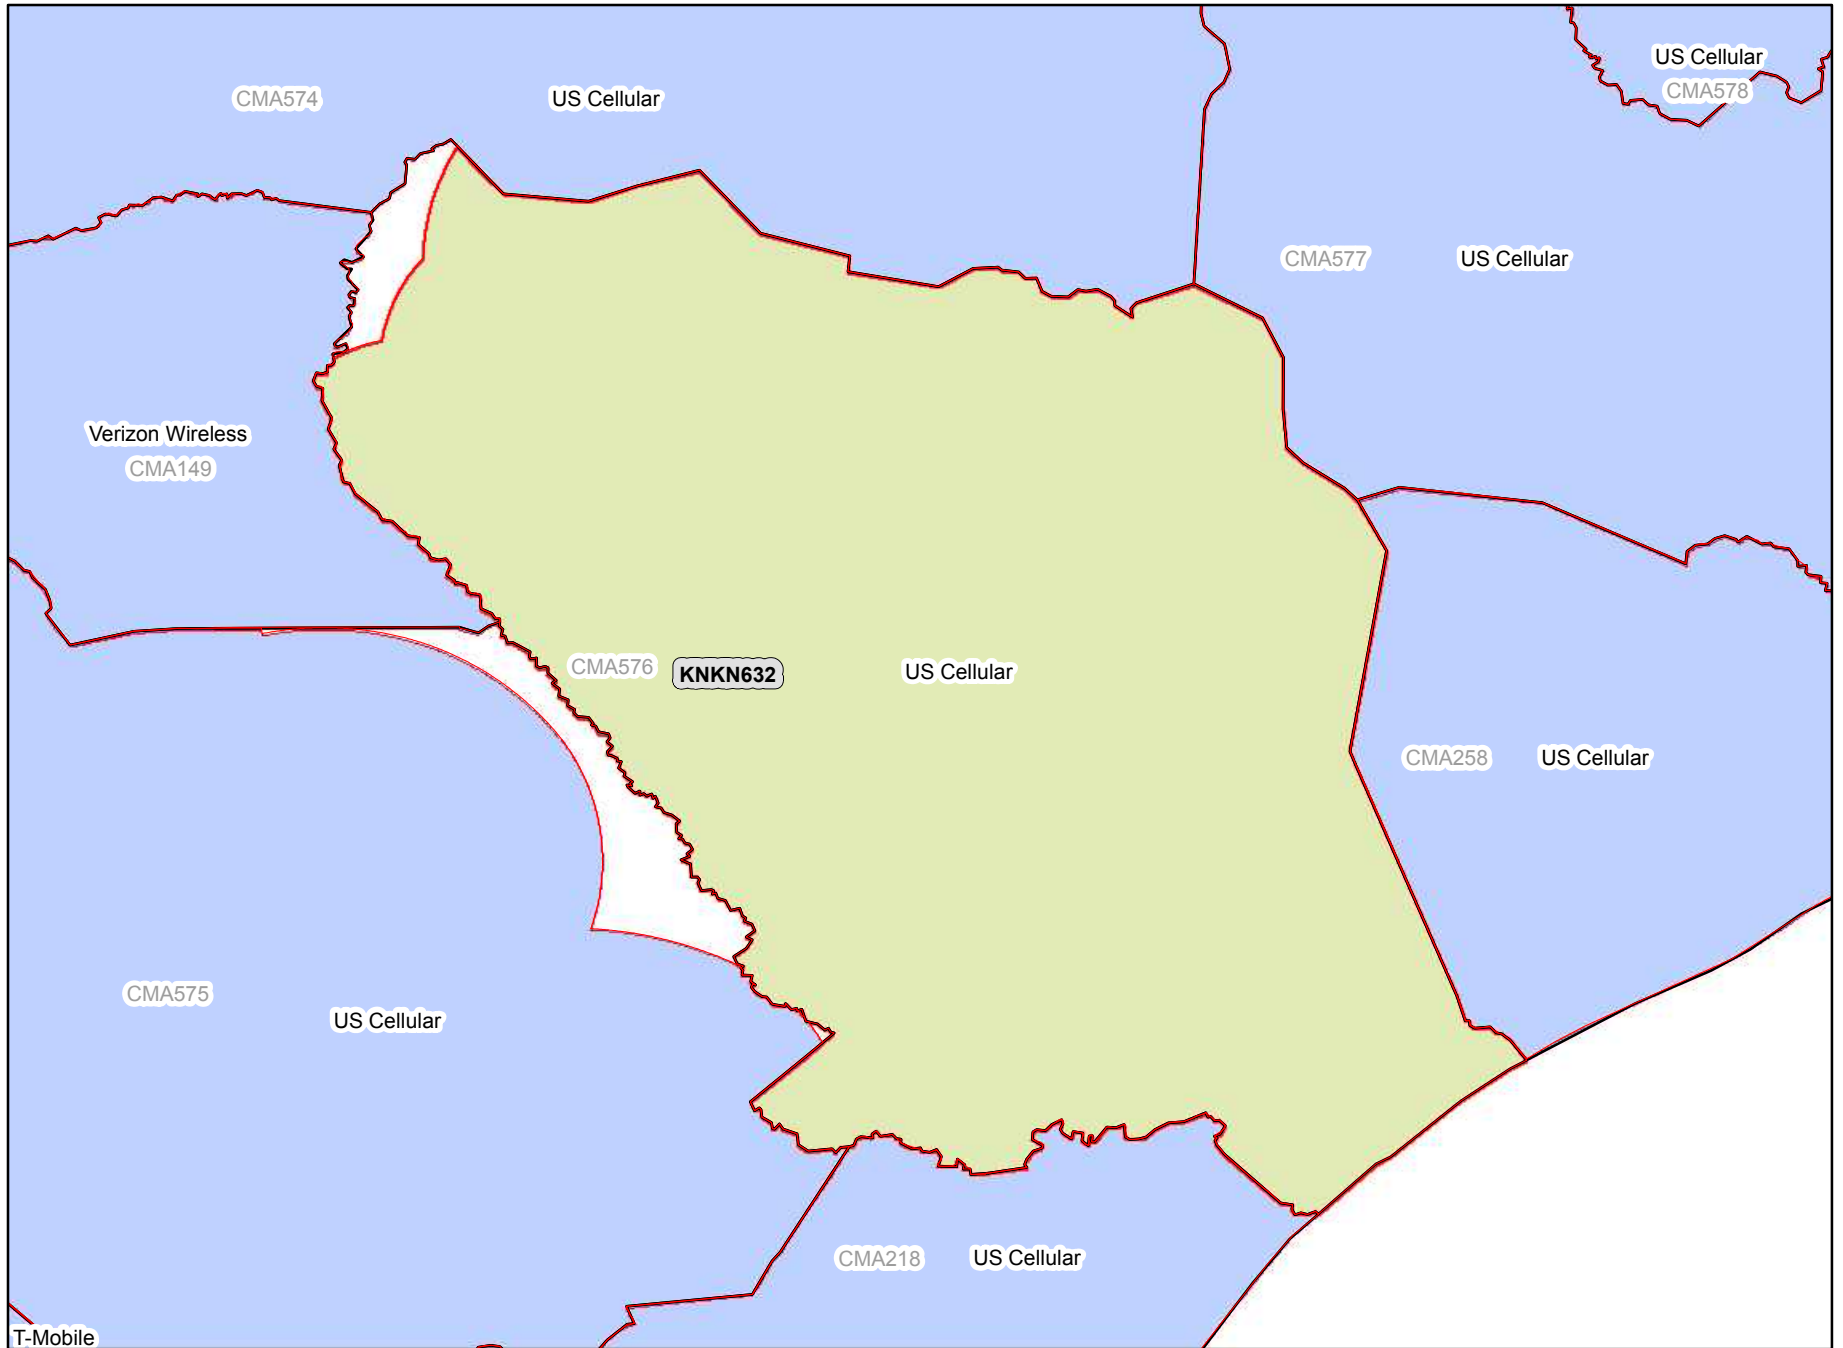 US Cellular
CMA578
CMA574
US Cellular
CMA577
US Cellular
Verizon Wireless
CMA149
CMA576
KNKN632
US Cellular
CMA258
US Cellular
CMA575
US Cellular
CMA218
US Cellular
T-Mobile